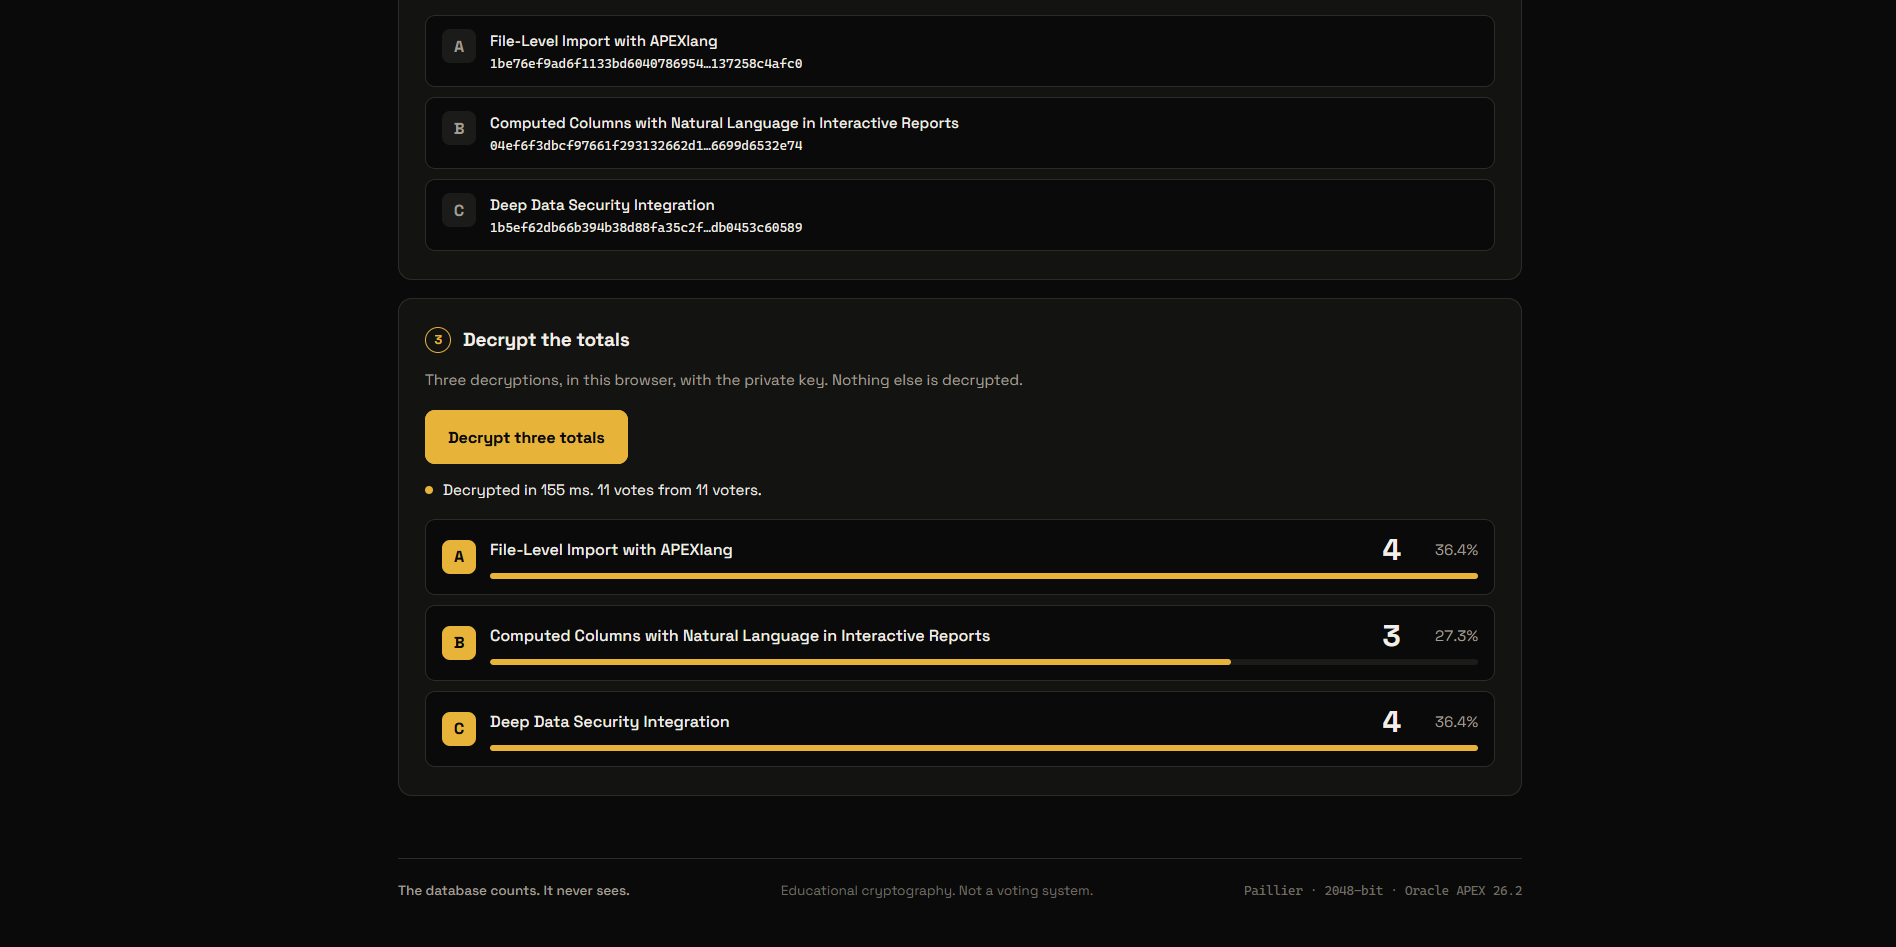 A
File-Level Import with APEXlang
1be76ef9ad6f1133bd6040786954…137258c4afc0
B
Computed Columns with Natural Language in Interactive Reports
04ef6f3dbcf97661f293132662d1…6699d6532e74
C
Deep Data Security Integration
1b5ef62db66b394b38d88fa35c2f…db0453c60589
3 Decrypt the totals
Three decryptions, in this browser, with the private key. Nothing else is decrypted.
Decrypt three totals
Decrypted in 155 ms. 11 votes from 11 voters.
A File-Level Import with APEXlang 4 36.4%
B Computed Columns with Natural Language in Interactive Reports 3 27.3%
C Deep Data Security Integration 4 36.4%
The database counts. It never sees. Educational cryptography. Not a voting system. Paillier · 2048-bit · Oracle APEX 26.2